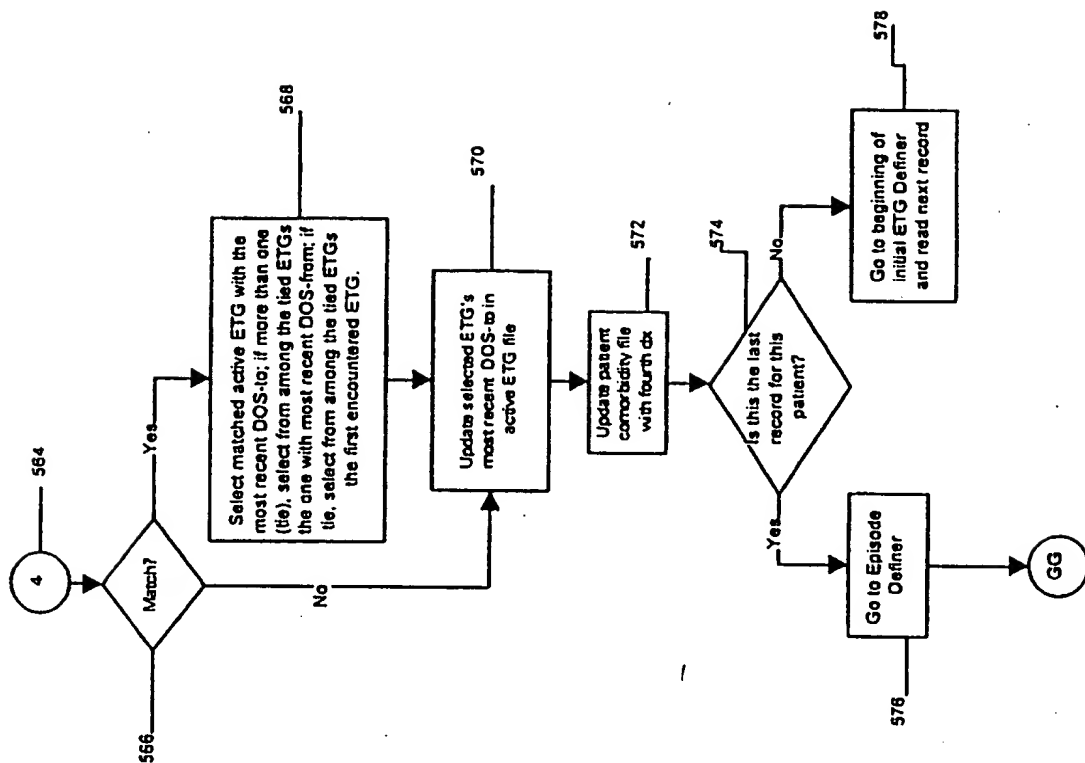 4
564
Match?
566
Yes
No
Select matched active ETG with the
most recent DOS-to; if more than one
(tie), select from among the tied ETGs
the one with most recent DOS-from; if
tie, select from among the tied ETGs
the first encountered ETG.
568
Update selected ETG's
most recent DOS-to in
active ETG file
570
Update patient
comorbidity file
with fourth dx
572
Is this the last
record for this
patient?
574
Yes
No
Go to Episode
Definer
576
Go to beginning of
initial ETG Definer
and read next record
578
GG